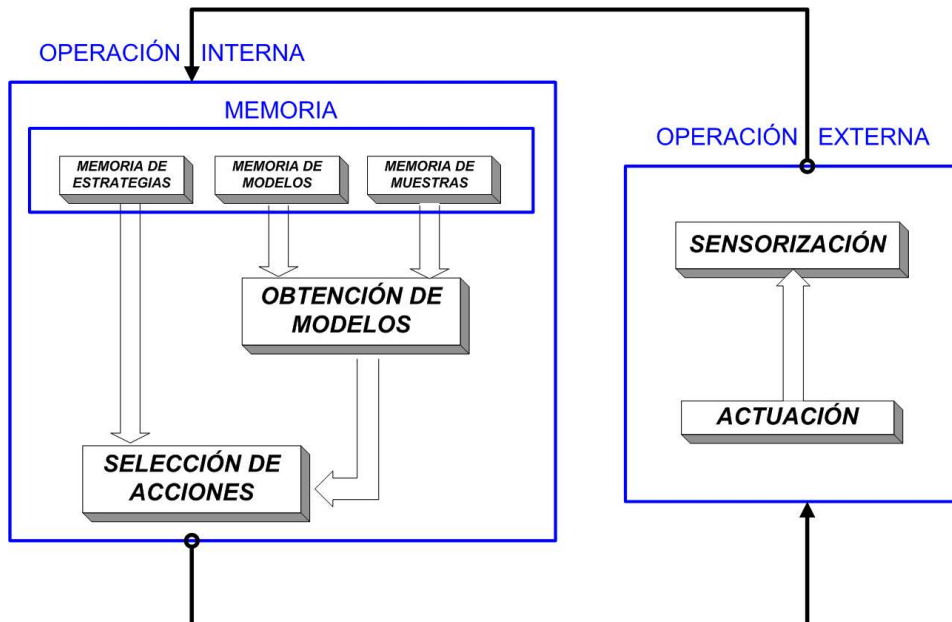 OPERACIÓN INTERNA
MEMORIA
MEMORIA DE
ESTRATEGIAS
MEMORIA DE
MODELOS
MEMORIA DE
MUESTRAS
OBTENCIÓN DE
MODELOS
SELECCIÓN DE
ACCIONES
OPERACIÓN EXTERNA
SENSORIZACIÓN
ACTUACIÓN